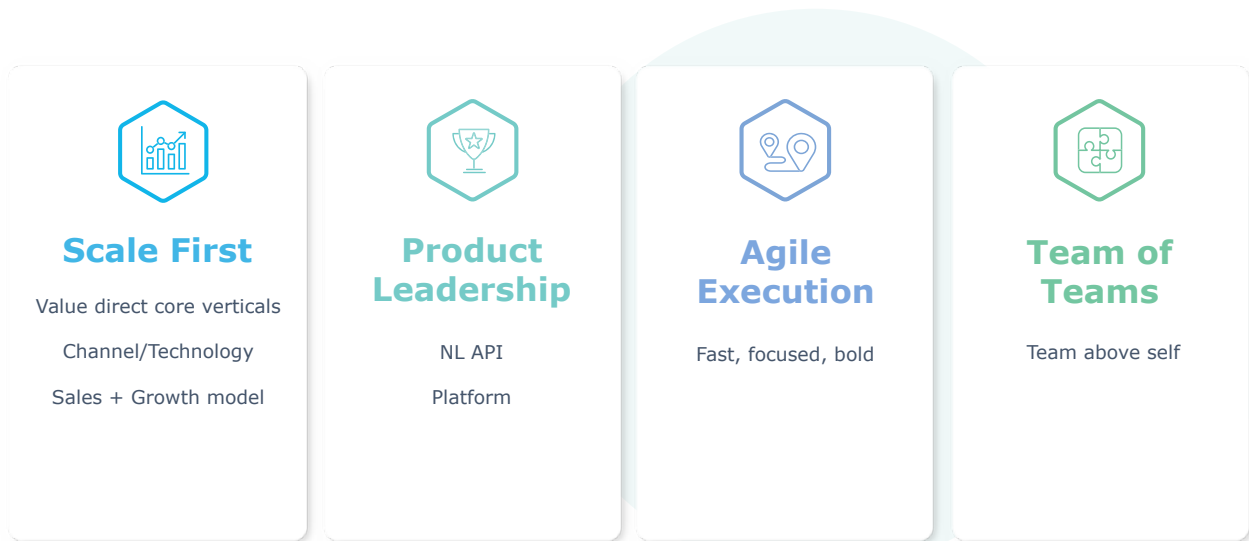 Scale First
Value direct core verticals
Channel/Technology
Sales + Growth model
Product
Leadership
NL API
Platform
Agile
Execution
Fast, focused, bold
Team of
Teams
Team above self